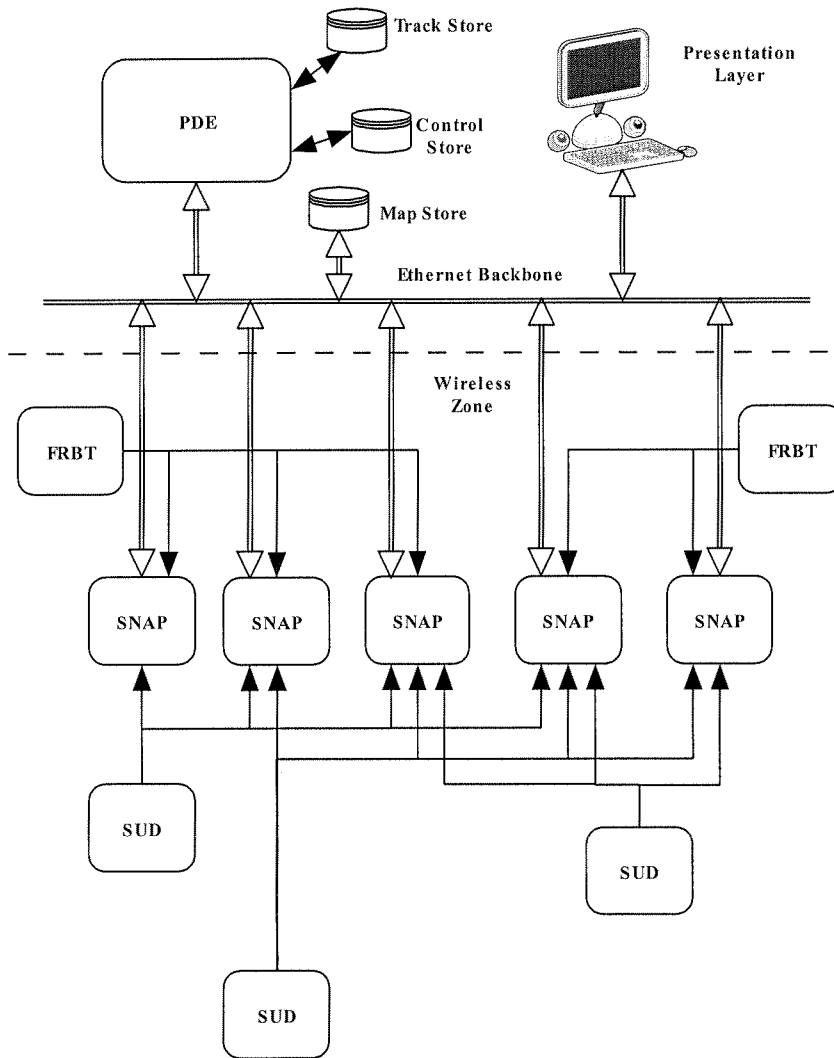 Track Store
Presentation
Layer
PDE
Control
Store
Map Store
Ethernet Backbone
Wireless
Zone
FRBT
FRBT
SNAP
SNAP
SNAP
SNAP
SNAP
SUD
SUD
SUD